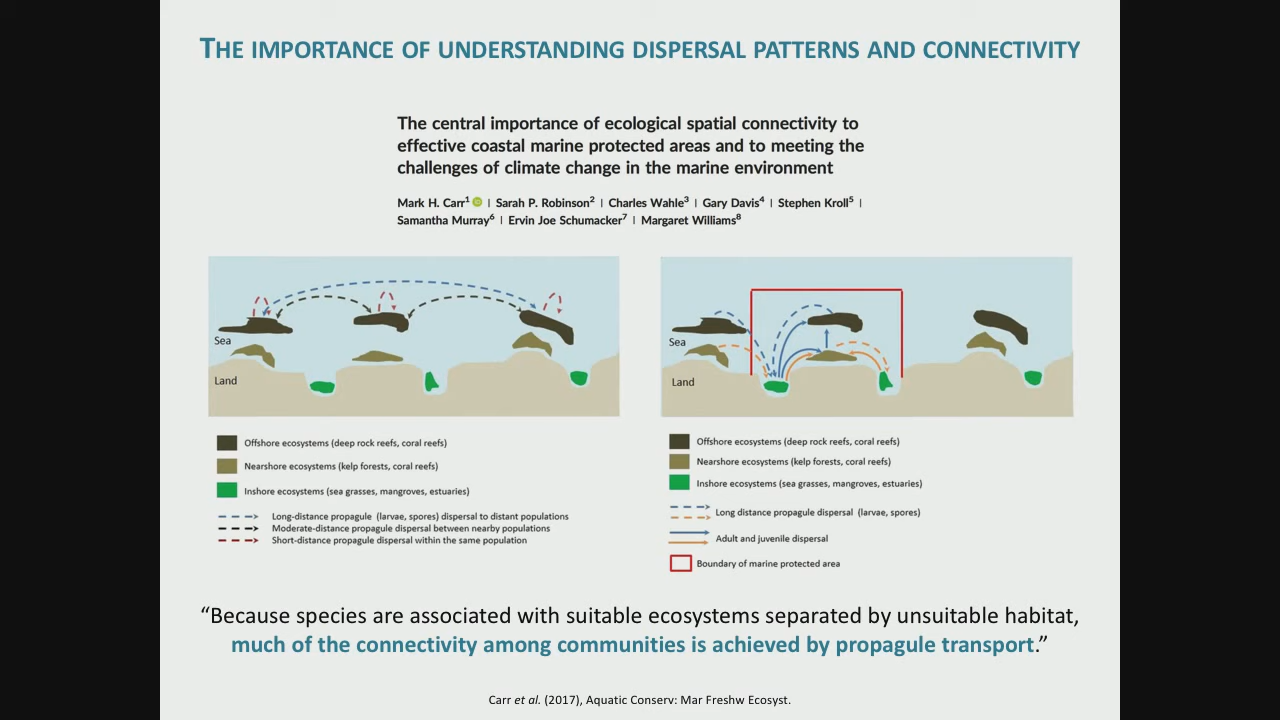 THE IMPORTANCE OF UNDERSTANDING DISPERSAL PATTERNS AND CONNECTIVITY
The central importance of ecological spatial connectivity to
effective coastal marine protected areas and to meeting the
challenges of climate change in the marine environment
Mark H. Carr1 iD | Sarah P. Robinson2 | Charles Wahle3 | Gary Davis4 | Stephen Kroll5 |
Samantha Murray6 | Ervin Joe Schumacker7 | Margaret Williams8
Sea
Land
Offshore ecosystems (deep rock reefs, coral reefs)
Nearshore ecosystems (kelp forests, coral reefs)
Inshore ecosystems (sea grasses, mangroves, estuaries)
Long-distance propagule (larvae, spores) dispersal to distant populations
Moderate-distance propagule dispersal between nearby populations
Short-distance propagule dispersal within the same population
Sea
Land
Offshore ecosystems (deep rock reefs, coral reefs)
Nearshore ecosystems (kelp forests, coral reefs)
Inshore ecosystems (sea grasses, mangroves, estuaries)
Long distance propagule dispersal (larvae, spores)
Adult and juvenile dispersal
Boundary of marine protected area
“Because species are associated with suitable ecosystems separated by unsuitable habitat,
much of the connectivity among communities is achieved by propagule transport.”
Carr et al. (2017), Aquatic Conserv: Mar Freshw Ecosyst.